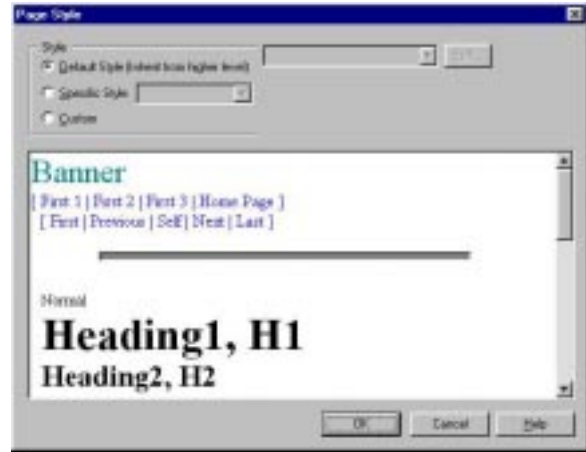 Page Style
Style
Default Style (Inherit from higher level)
Specific Style
Custom
Banner
[ First 1 | First 2 | First 3 | Home Page ]
[ First | Previous | Self | Next | Last ]
Normal
Heading1, H1
Heading2, H2
OK
Cancel
Help